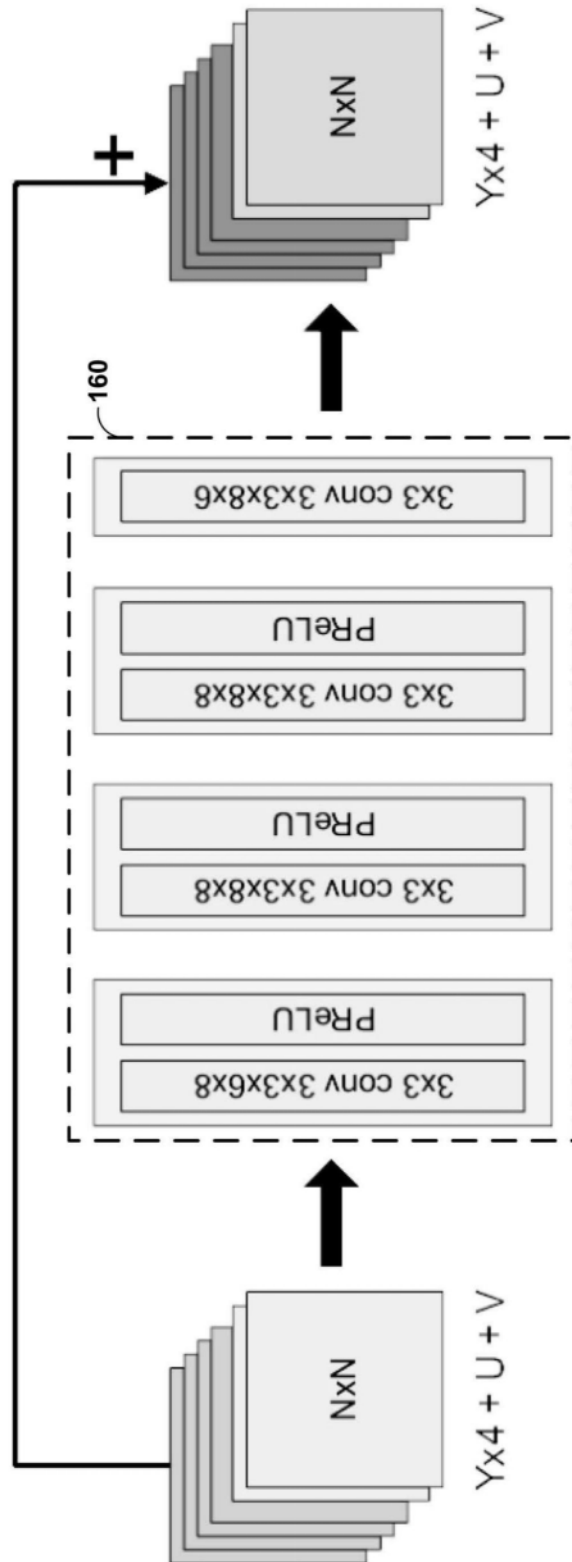 NxN
Yx4 + U + V
3x3 conv 3x3x6x8
PReLU
3x3 conv 3x3x8x8
PReLU
3x3 conv 3x3x8x8
PReLU
3x3 conv 3x3x8x6
160
+
NxN
Yx4 + U + V